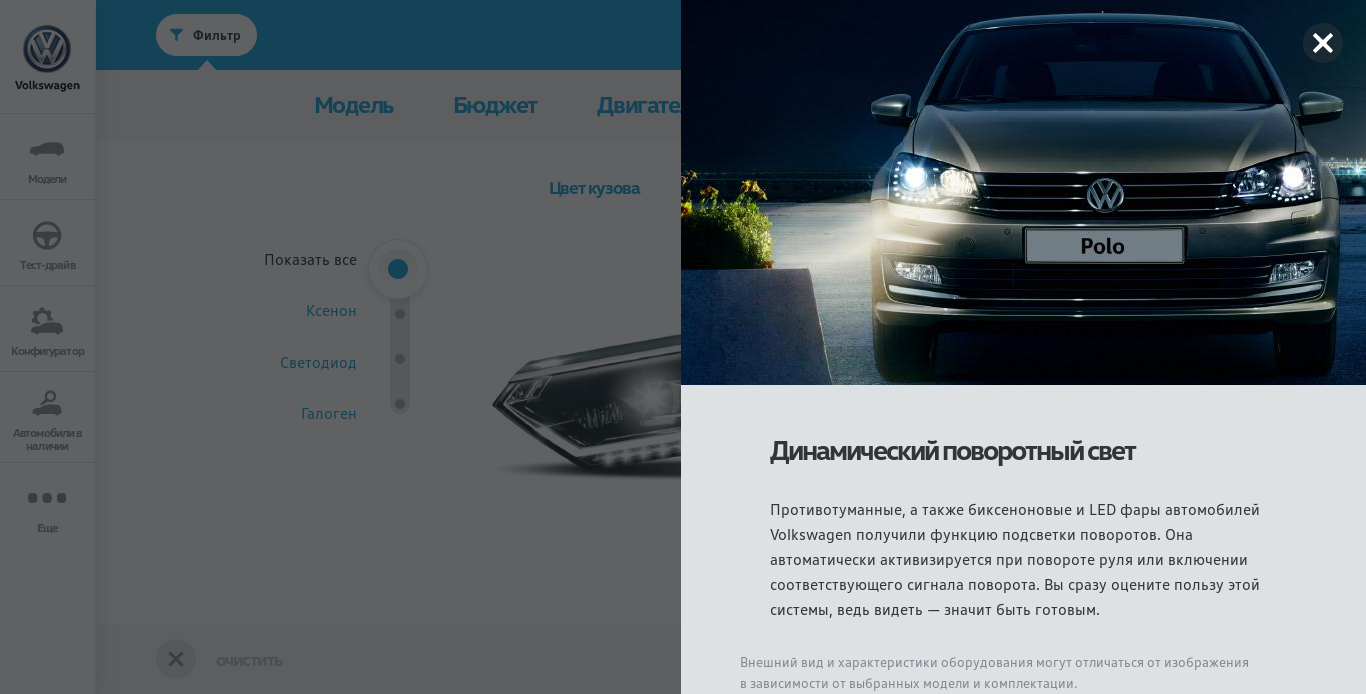 Volkswagen
Модели
Тест-драйв
Конфигуратор
Автомобили в
наличии
Еще
Фильтр
Модель Бюджет Двигате
Цвет кузова
Показать все
Ксенон
Светодиод
Галоген
ОЧИСТИТЬ
Polo
Динамический поворотный свет
Противотуманные, а также биксеноновые и LED фары автомобилей
Volkswagen получили функцию подсветки поворотов. Она
автоматически активизируется при повороте руля или включении
соответствующего сигнала поворота. Вы сразу оцените пользу этой
системы, ведь видеть — значит быть готовым.
Внешний вид и характеристики оборудования могут отличаться от изображения
в зависимости от выбранных модели и комплектации.